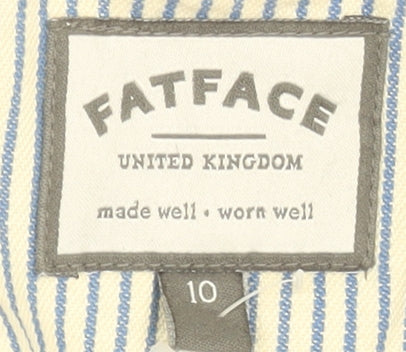 FATFACE
UNITED KINGDOM
made well • worn well
10